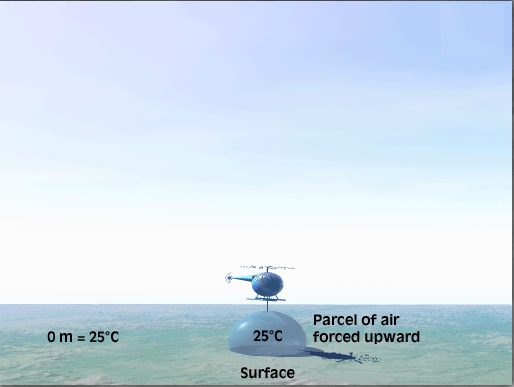 Parcel of air
forced upward
0 m = 25°C
25°C
Surface